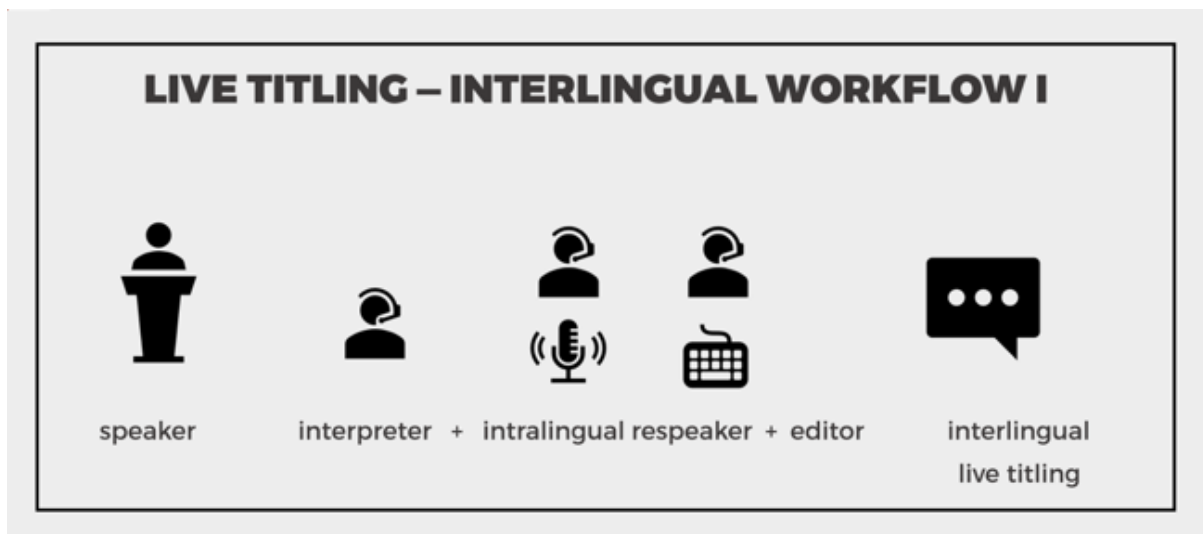 LIVE TITLING – INTERLINGUAL WORKFLOW I
speaker
interpreter + intralingual respeaker + editor
interlingual
live titling